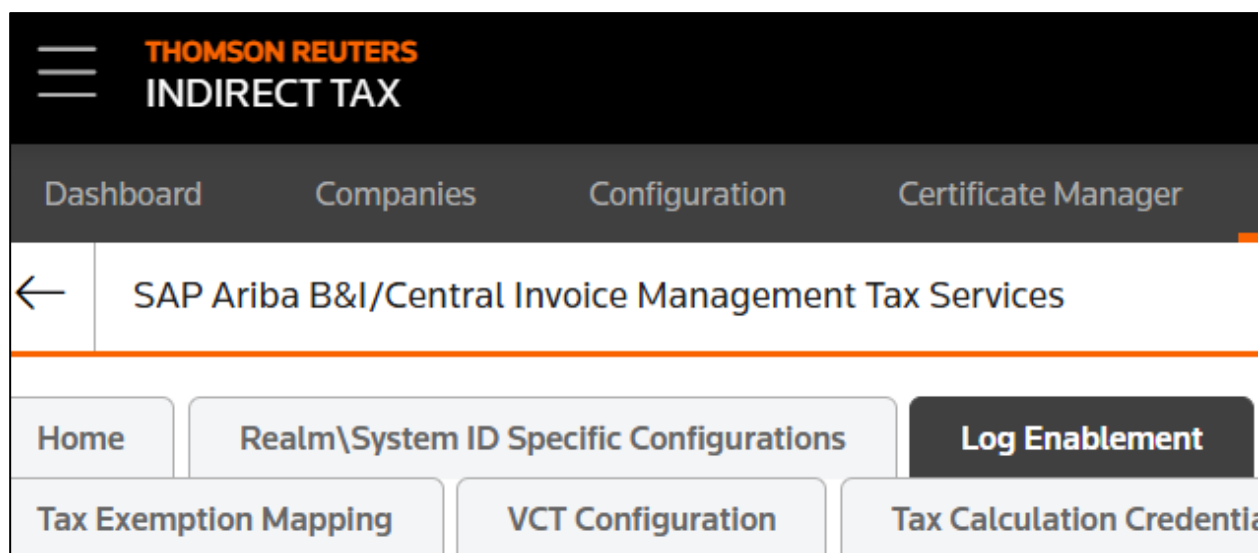 THOMSON REUTERS
INDIRECT TAX
Dashboard Companies Configuration Certificate Manager
SAP Ariba B&I/Central Invoice Management Tax Services
Home Realm\System ID Specific Configurations Log Enablement
Tax Exemption Mapping VCT Configuration Tax Calculation